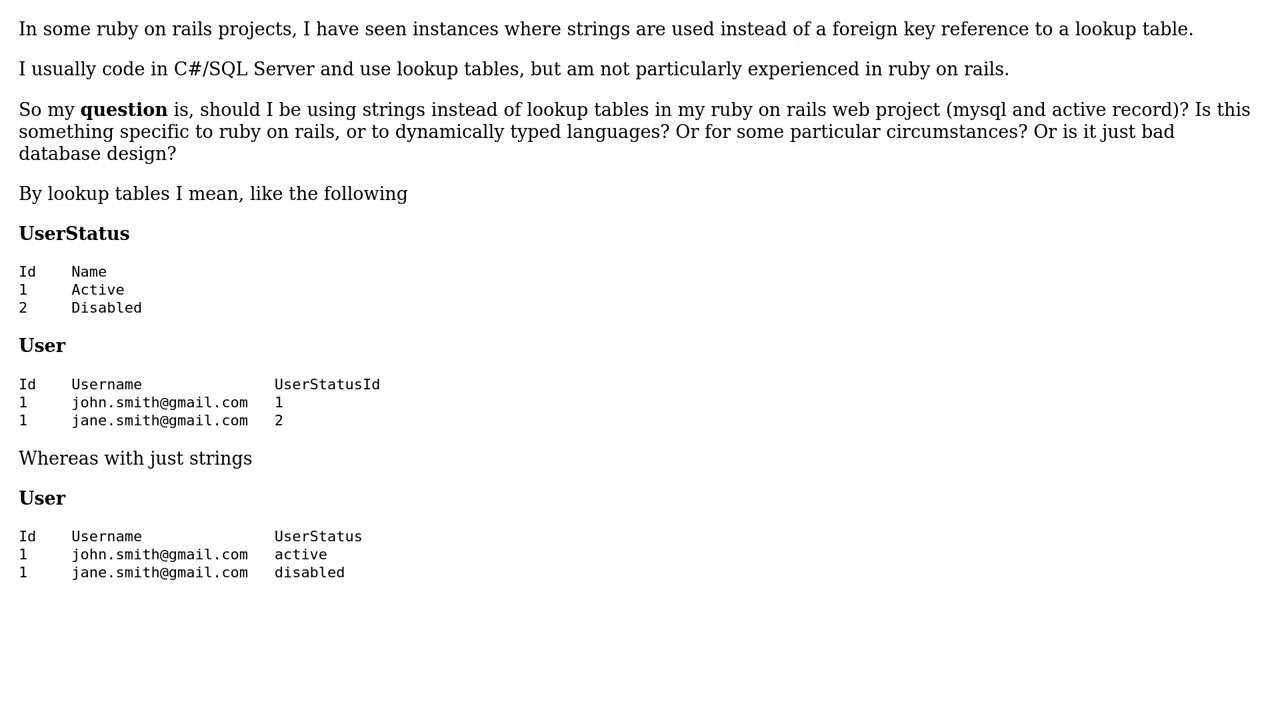 In some ruby on rails projects, I have seen instances where strings are used instead of a foreign key reference to a lookup table.
I usually code in C#/SQL Server and use lookup tables, but am not particularly experienced in ruby on rails.
So my question is, should I be using strings instead of lookup tables in my ruby on rails web project (mysql and active record)? Is this
something specific to ruby on rails, or to dynamically typed languages? Or for some particular circumstances? Or is it just bad
database design?
By lookup tables I mean, like the following
UserStatus
Id    Name
1     Active
2     Disabled
User
Id    Username               UserStatusId
1     john.smith@gmail.com   1
1     jane.smith@gmail.com   2
Whereas with just strings
User
Id    Username               UserStatus
1     john.smith@gmail.com   active
1     jane.smith@gmail.com   disabled